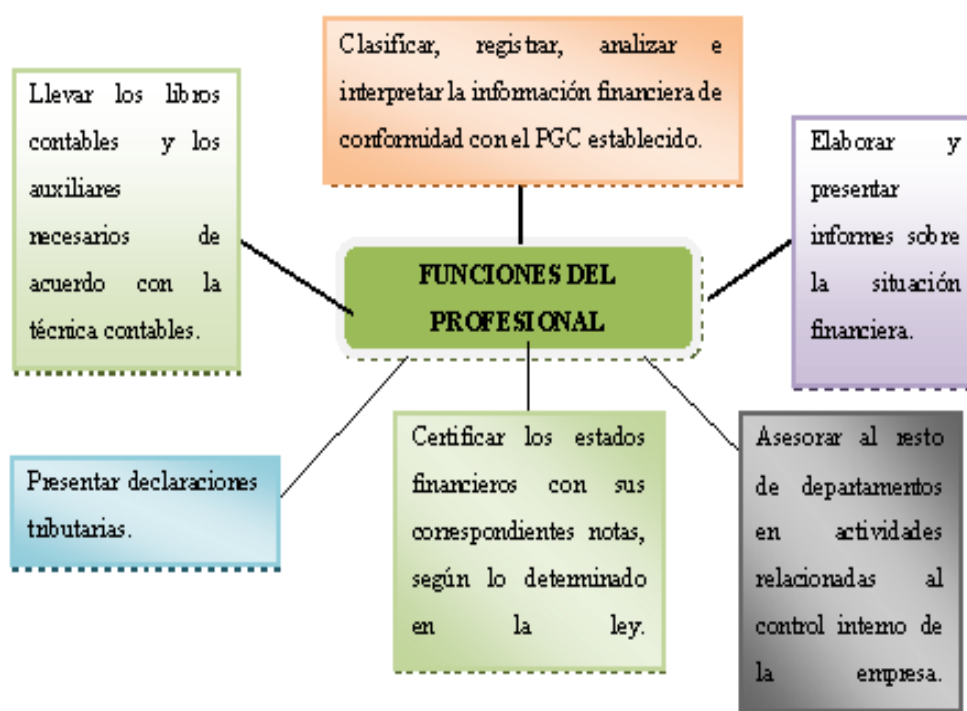 Clasificar, registrar, analizar e
interpretar la información financiera de
conformidad con el PGC establecido.
Llevar los libros
contables y los
auxiliares
necesarios de
acuerdo con la
técnica contables.
Elaborar y
presentar
informes sobre
la situación
financiera.
FUNCIONES DEL
PROFESIONAL
Presentar declaraciones
tributarias.
Certificar los estados
financieros con sus
correspondientes notas,
según lo determinado
en la ley.
Asesorar al resto
de departamentos
en actividades
relacionadas al
control interno de
la empresa.